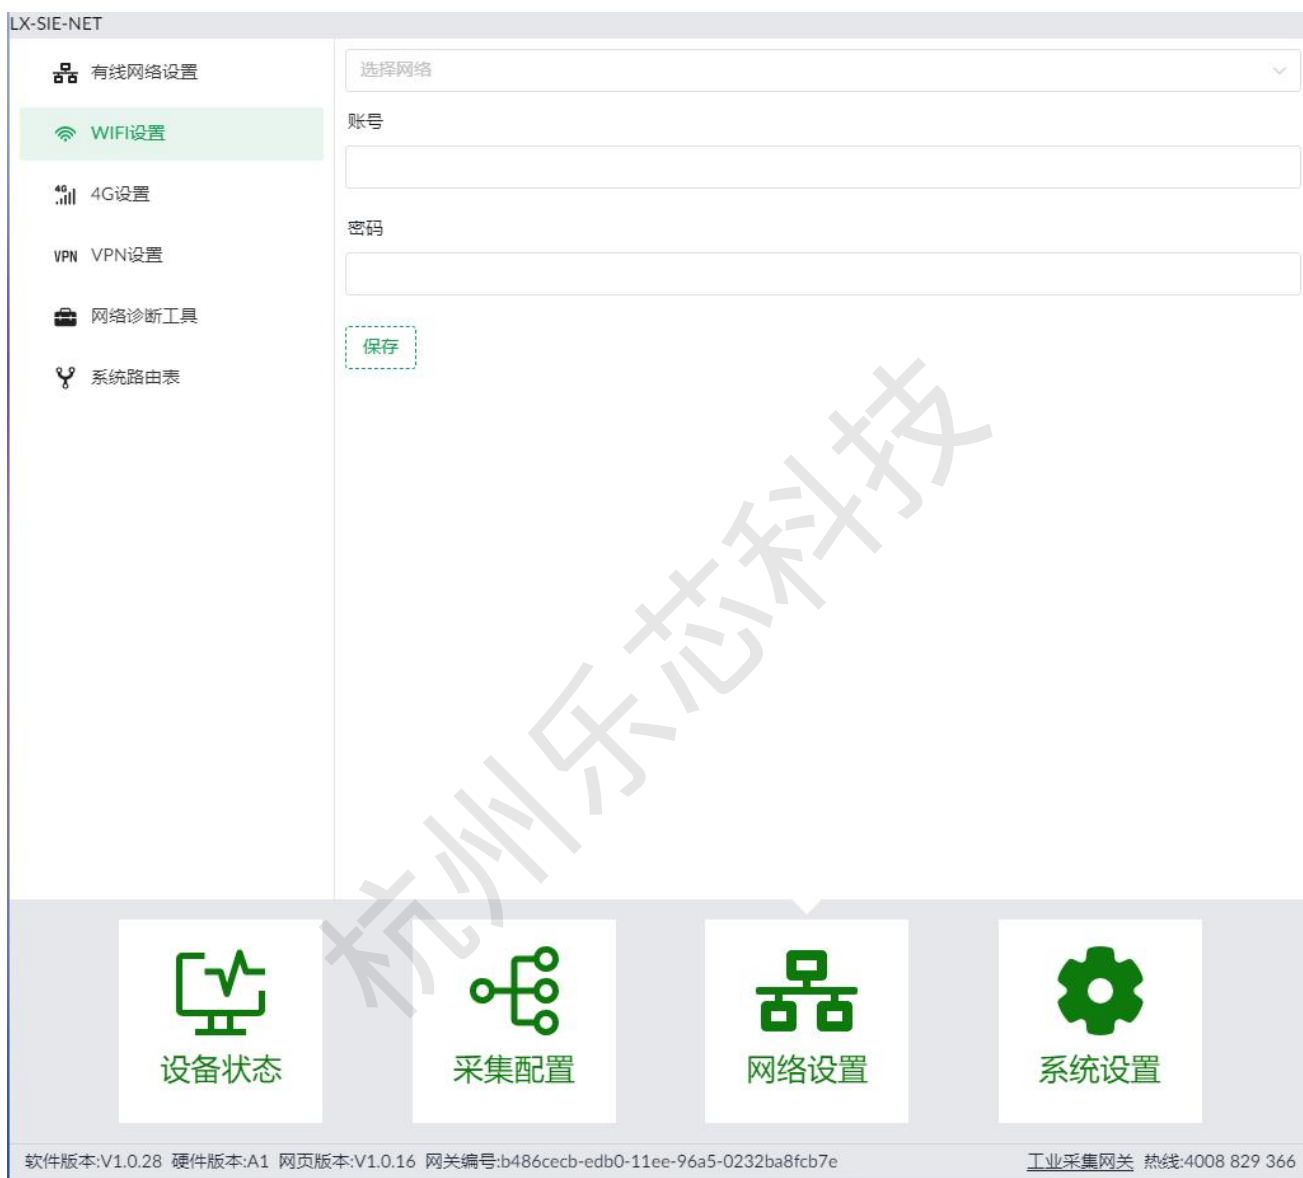 LX-SIE-NET
有线网络设置
WIFI设置
4G 4G设置
VPN VPN设置
网络诊断工具
系统路由表
选择网络
账号
密码
保存
杭州乐芯科技
设备状态
采集配置
网络设置
系统设置
软件版本:V1.0.28 硬件版本:A1 网页版本:V1.0.16 网关编号:b486cecb-edb0-11ee-96a5-0232ba8fcb7e 工业采集网关 热线:4008 829 366